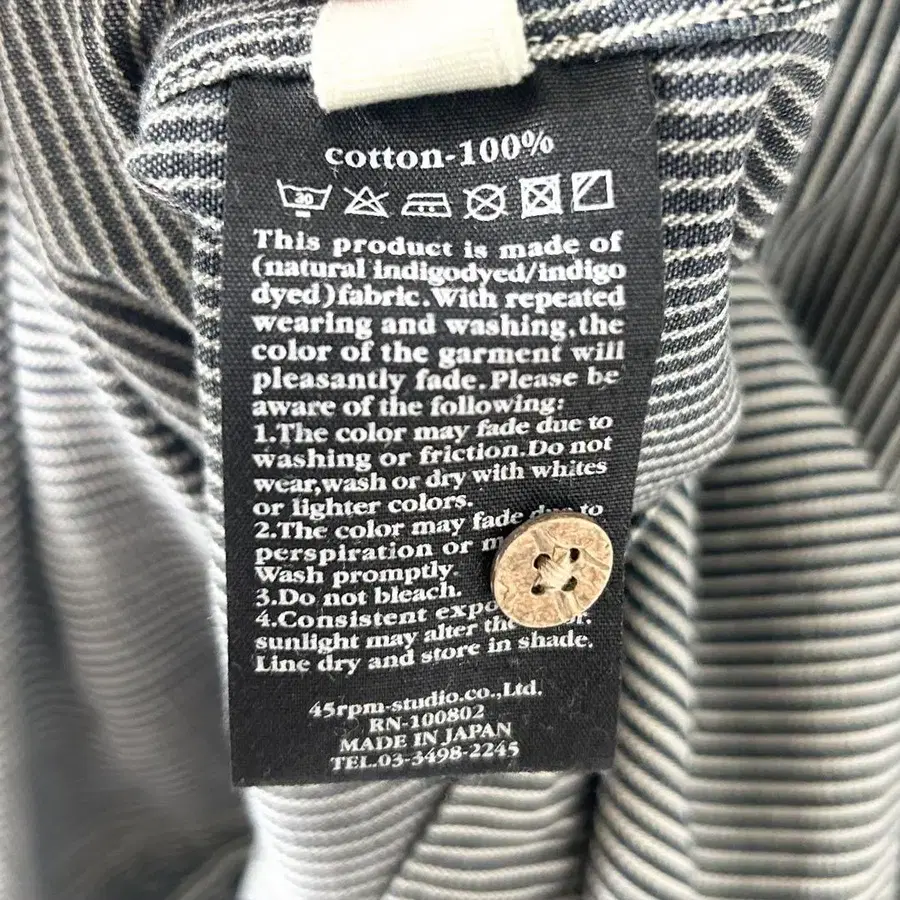 cotton-100%
30
This product is made of
(natural indigodyed/indigo
dyed)fabric.With repeated
wearing and washing,the
color of the garment will
pleasantly fade.Please be
aware of the following:
1.The color may fade due to
washing or friction.Do not
wear,wash or dry with whites
or lighter colors.
2.The color may fade to
perspiration or
Wash promptly.
3.Do not bleach.
4.Consistent
sunlight may alter
Line dry and store in shade.
45rpm-studio.co.,Ltd.
RN-100802
MADE IN JAPAN
TEL.03-3498-2245